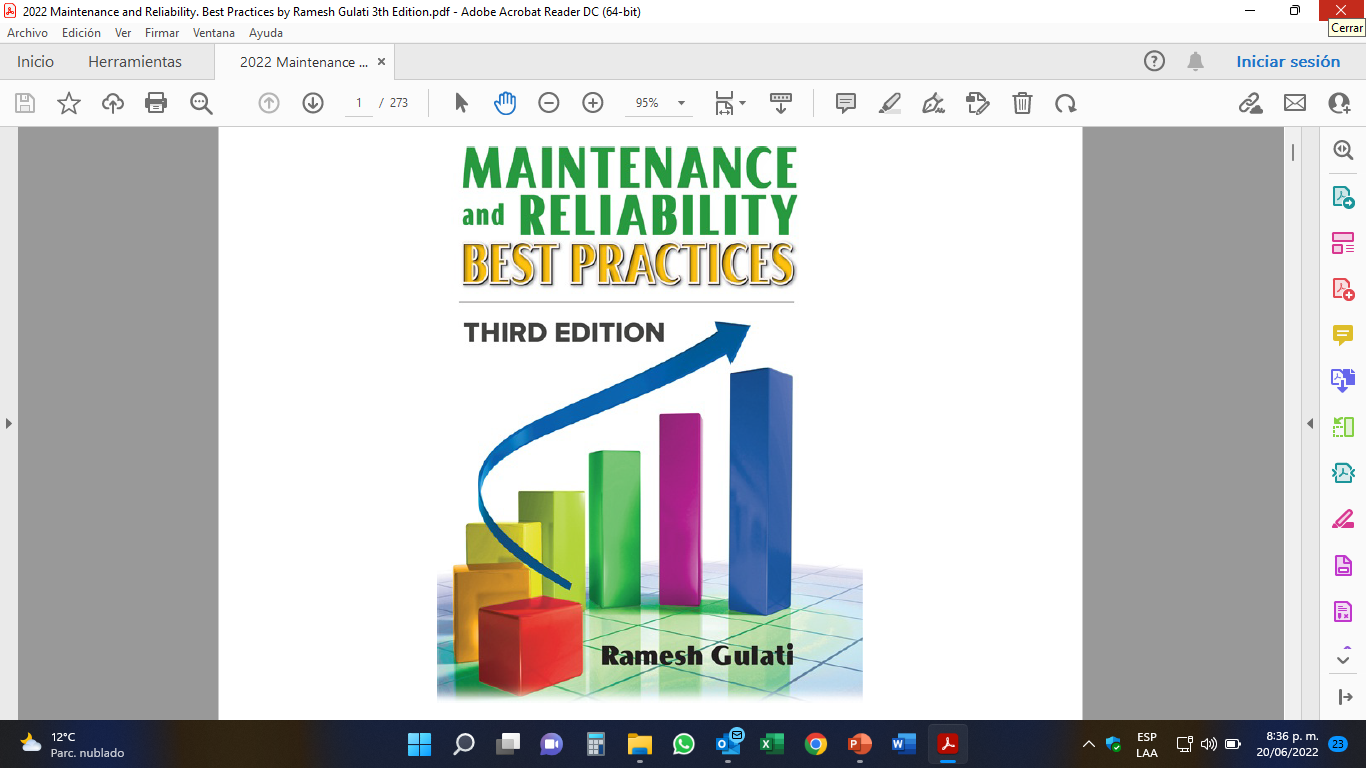 2022 Maintenance and Reliability. Best Practices by Ramesh Gulati 3th Edition.pdf - Adobe Acrobat Reader DC (64-bit)
Cerrar
Archivo Edición Ver Firmar Ventana Ayuda
Inicio Herramientas 2022 Maintenance ... Iniciar sesión
1 / 273 95%
MAINTENANCE
and RELIABILITY
BEST PRACTICES
THIRD EDITION
Ramesh Gulati
12°C
Parc. nublado
ESP
LAA
8:36 p. m.
20/06/2022
23